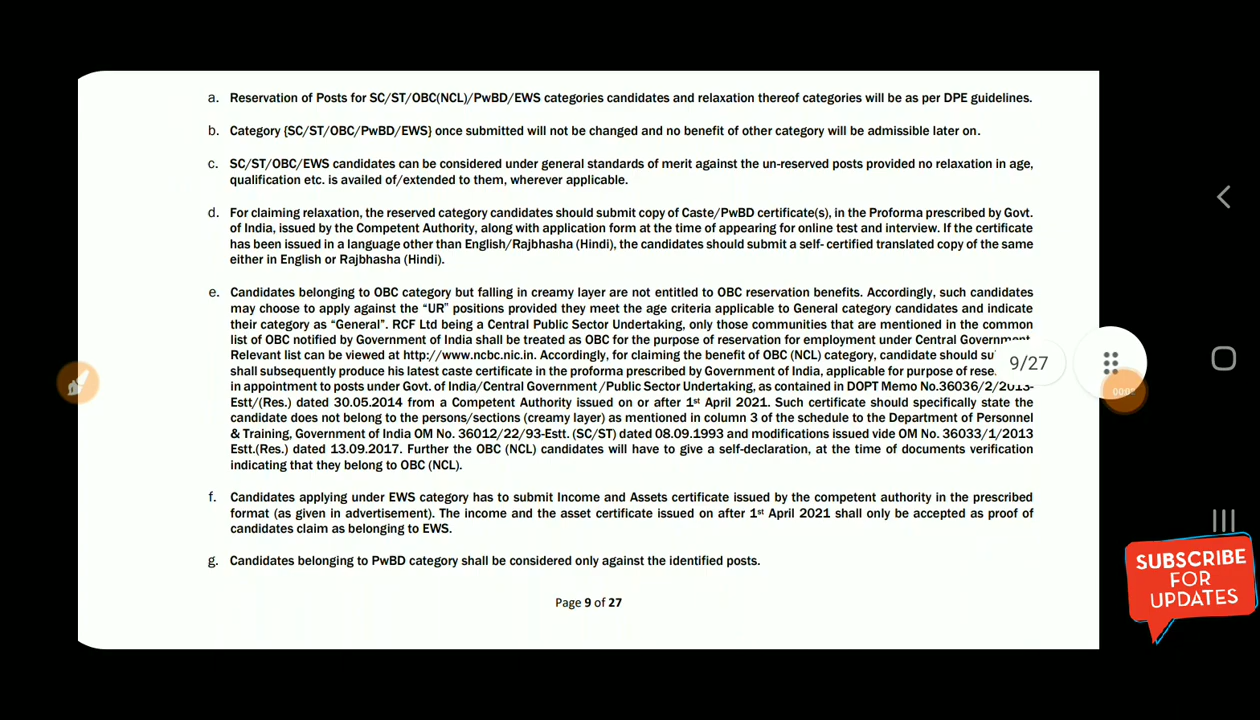 a. Reservation of Posts for SC/ST/OBC(NCL)/PwBD/EWS categories candidates and relaxation thereof categories will be as per DPE guidelines.
b. Category {SC/ST/OBC/PwBD/EWS} once submitted will not be changed and no benefit of other category will be admissible later on.
c. SC/ST/OBC/EWS candidates can be considered under general standards of merit against the un-reserved posts provided no relaxation in age,
qualification etc. is availed of/extended to them, wherever applicable.
d. For claiming relaxation, the reserved category candidates should submit copy of Caste/PwBD certificate(s), in the Proforma prescribed by Govt.
of India, issued by the Competent Authority, along with application form at the time of appearing for online test and interview. If the certificate
has been issued in a language other than English/Rajbhasha (Hindi), the candidates should submit a self- certified translated copy of the same
either in English or Rajbhasha (Hindi).
e. Candidates belonging to OBC category but falling in creamy layer are not entitled to OBC reservation benefits. Accordingly, such candidates
may choose to apply against the “UR” positions provided they meet the age criteria applicable to General category candidates and indicate
their category as “General”. RCF Ltd being a Central Public Sector Undertaking, only those communities that are mentioned in the common
list of OBC notified by Government of India shall be treated as OBC for the purpose of reservation for employment under Central
Relevant list can be viewed at http://www.ncbc.nic.in. Accordingly, for claiming the benefit of OBC (NCL) category, candidate should
shall subsequently produce his latest caste certificate in the proforma prescribed by Government of India, applicable for purpose of
in appointment to posts under Govt. of India/Central Government/Public Sector Undertaking, as contained in DOPT Memo No.36036/2/2013-
Estt/(Res.) dated 30.05.2014 from a Competent Authority issued on or after 1st April 2021. Such certificate should specifically state the
candidate does not belong to the persons/sections (creamy layer) as mentioned in column 3 of the schedule to the Department of Personnel
& Training, Government of India OM No. 36012/22/93-Estt. (SC/ST) dated 08.09.1993 and modifications issued vide OM No. 36033/1/2013
Estt.(Res.) dated 13.09.2017. Further the OBC (NCL) candidates will have to give a self-declaration, at the time of documents verification
indicating that they belong to OBC (NCL).
f. Candidates applying under EWS category has to submit Income and Assets certificate issued by the competent authority in the prescribed
format (as given in advertisement). The income and the asset certificate issued on after 1st April 2021 shall only be accepted as proof of
candidates claim as belonging to EWS.
g. Candidates belonging to PwBD category shall be considered only against the identified posts.
Page 9 of 27
9/27
SUBSCRIBE
FOR
UPDATES